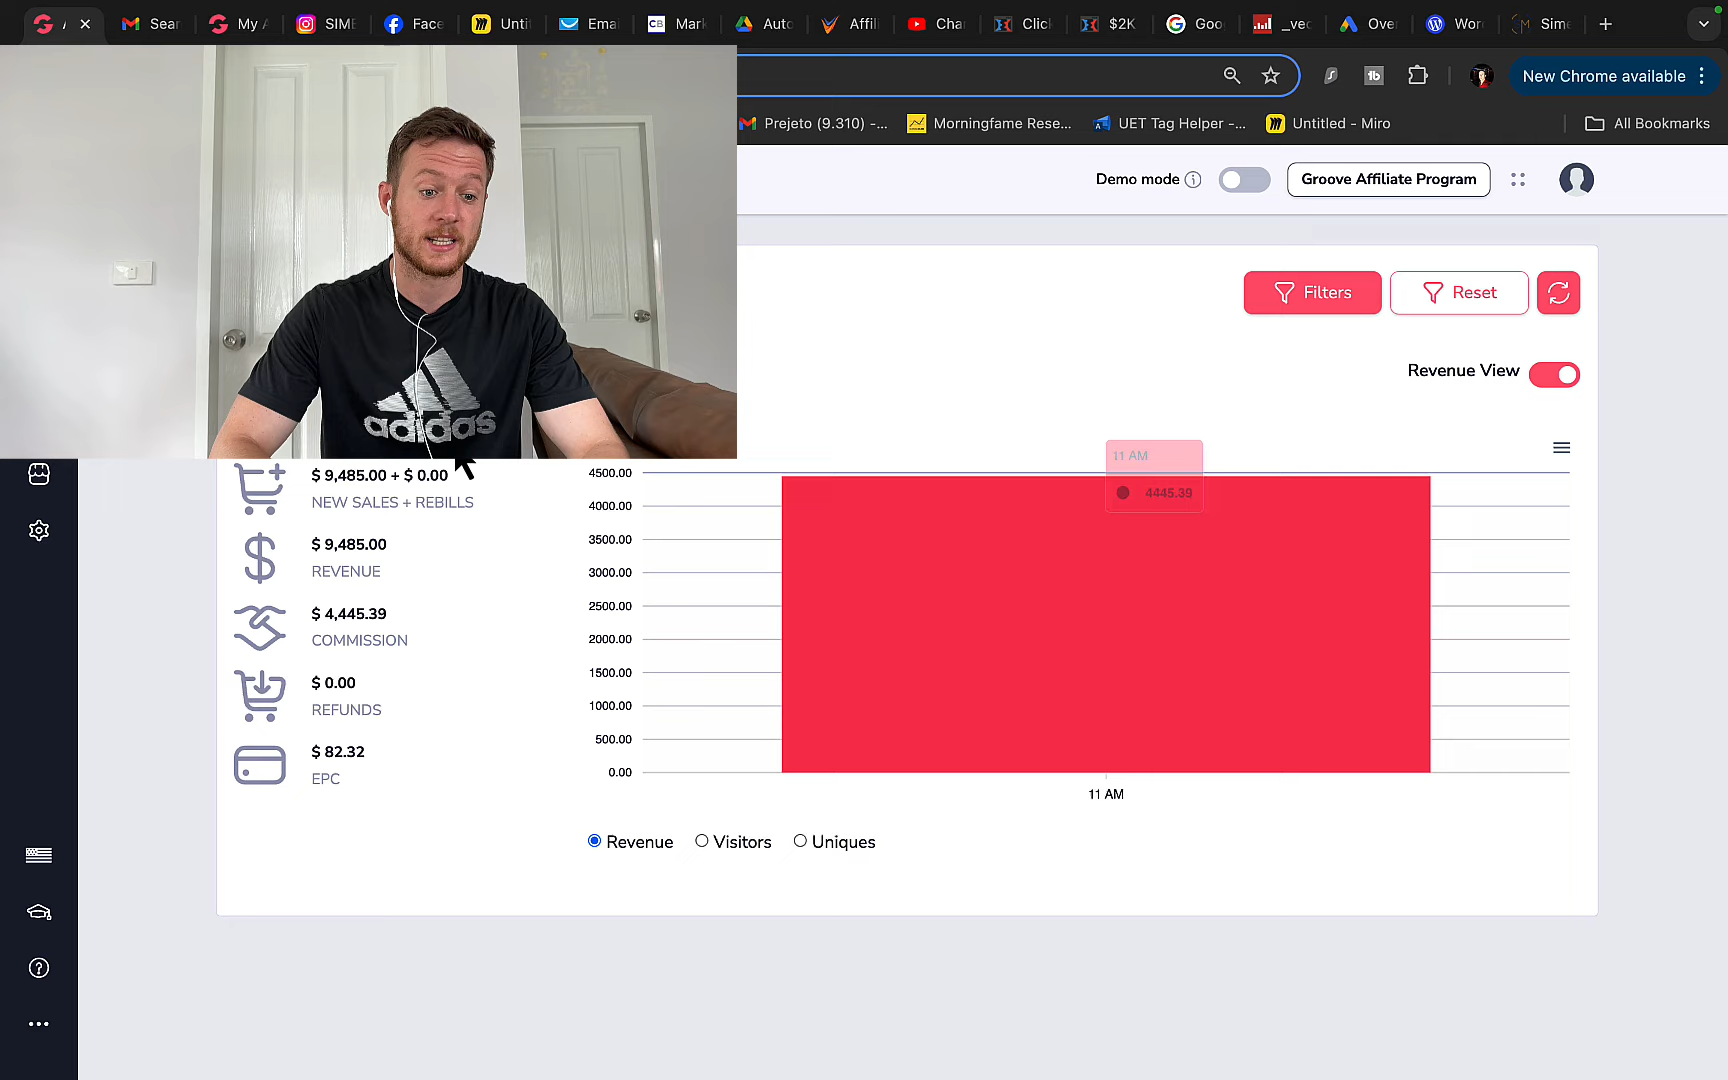 Sear
My A
SIME
Face
Unti
Emai
Mark
Auto
Affili
Cha
Click
$2K
Goo
_vec
Ove
Wor
Sime
New Chrome available
Prejeto (9.310) -...
Morningfame Rese...
UET Tag Helper -...
Untitled - Miro
All Bookmarks
Demo mode
Groove Affiliate Program
Filters
Reset
Revenue View
adidas
$ 9,485.00 + $ 0.00
NEW SALES + REBILLS
$ 9,485.00
REVENUE
$ 4,445.39
COMMISSION
$ 0.00
REFUNDS
$ 82.32
EPC
11 AM
4445.39
4500.00
4000.00
3500.00
3000.00
2500.00
2000.00
1500.00
1000.00
500.00
0.00
11 AM
Revenue
Visitors
Uniques